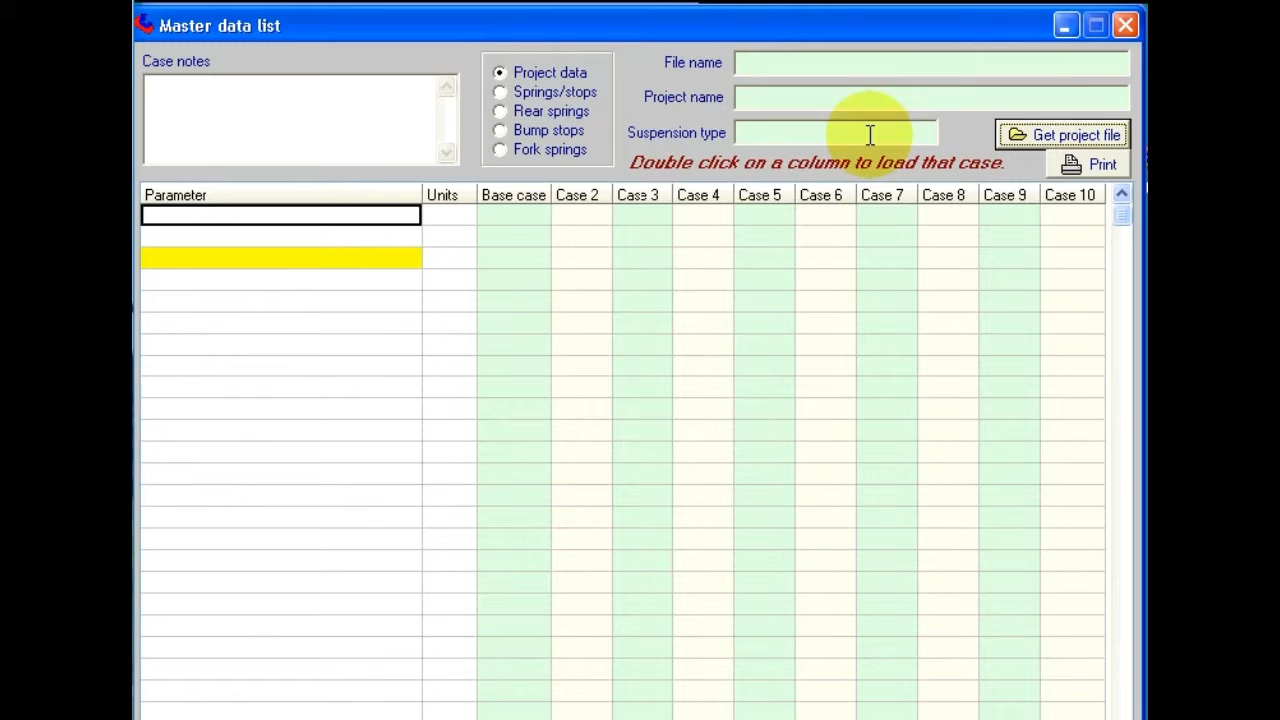 Master data list
Case notes
Project data
Springs/stops
Rear springs
Bump stops
Fork springs
File name
Project name
Suspension type
Get project file
Double click on a column to load that case.
Print
Parameter Units Base case Case 2 Case 3 Case 4 Case 5 Case 6 Case 7 Case 8 Case 9 Case 10